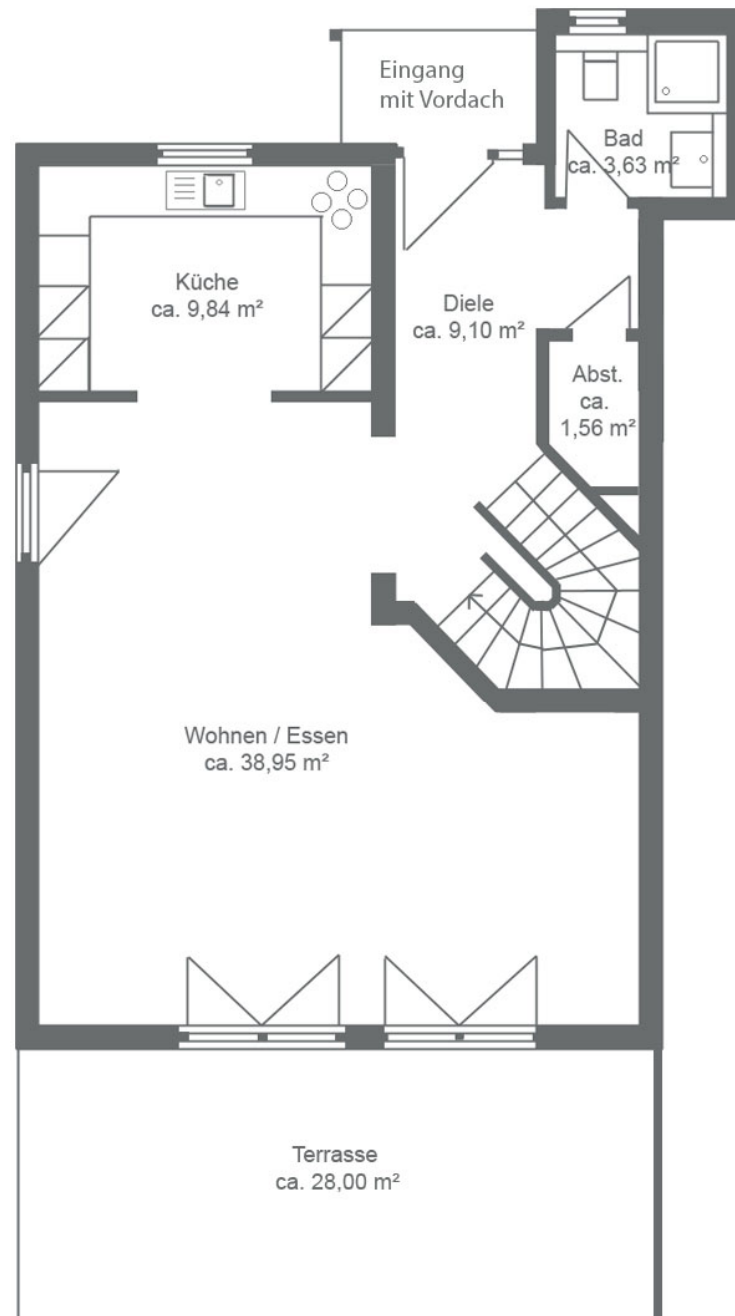 Eingang
mit Vordach
Bad
ca. 3,63 m²
Küche
ca. 9,84 m²
Diele
ca. 9,10 m²
Abst.
ca.
1,56 m²
Wohnen / Essen
ca. 38,95 m²
Terrasse
ca. 28,00 m²